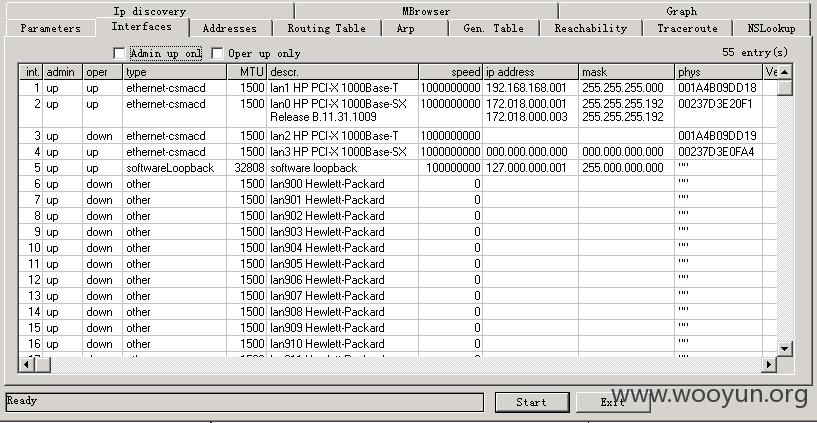 Ip discovery MBrowser Graph
Parameters Interfaces Addresses Routing Table Arp Gen. Table Reachability Traceroute NSLookup
Admin up onl Oper up only 55 entry(s)
int. admin oper type MTU descr. speed ip address mask phys Ve
1 up up ethernet-csmacd 1500 lan1 HP PCI-X 1000Base-T 1000000000 192.168.168.001 255.255.255.000 001A4B09DD18
2 up up ethernet-csmacd 1500 lan0 HP PCI-X 1000Base-SX 1000000000 172.018.000.001 255.255.255.192 00237D3E20F1
Release B.11.31.1009 172.018.000.003 255.255.255.192
3 up down ethernet-csmacd 1500 lan2 HP PCI-X 1000Base-T 1000000000 001A4B09DD19
4 up up ethernet-csmacd 1500 lan3 HP PCI-X 1000Base-SX 1000000000 000.000.000.000 000.000.000.000 00237D3E0FA4
5 up up softwareLoopback 32808 software loopback 100000000 127.000.000.001 255.000.000.000 ""
6 up down other 1500 lan900 Hewlett-Packard 0 ""
7 up down other 1500 lan901 Hewlett-Packard 0 ""
8 up down other 1500 lan902 Hewlett-Packard 0 ""
9 up down other 1500 lan903 Hewlett-Packard 0 ""
10 up down other 1500 lan904 Hewlett-Packard 0 ""
11 up down other 1500 lan905 Hewlett-Packard 0 ""
12 up down other 1500 lan906 Hewlett-Packard 0 ""
13 up down other 1500 lan907 Hewlett-Packard 0 ""
14 up down other 1500 lan908 Hewlett-Packard 0 ""
15 up down other 1500 lan909 Hewlett-Packard 0 ""
16 up down other 1500 lan910 Hewlett-Packard 0 ""
Ready Start Exit
www.wooyun.org